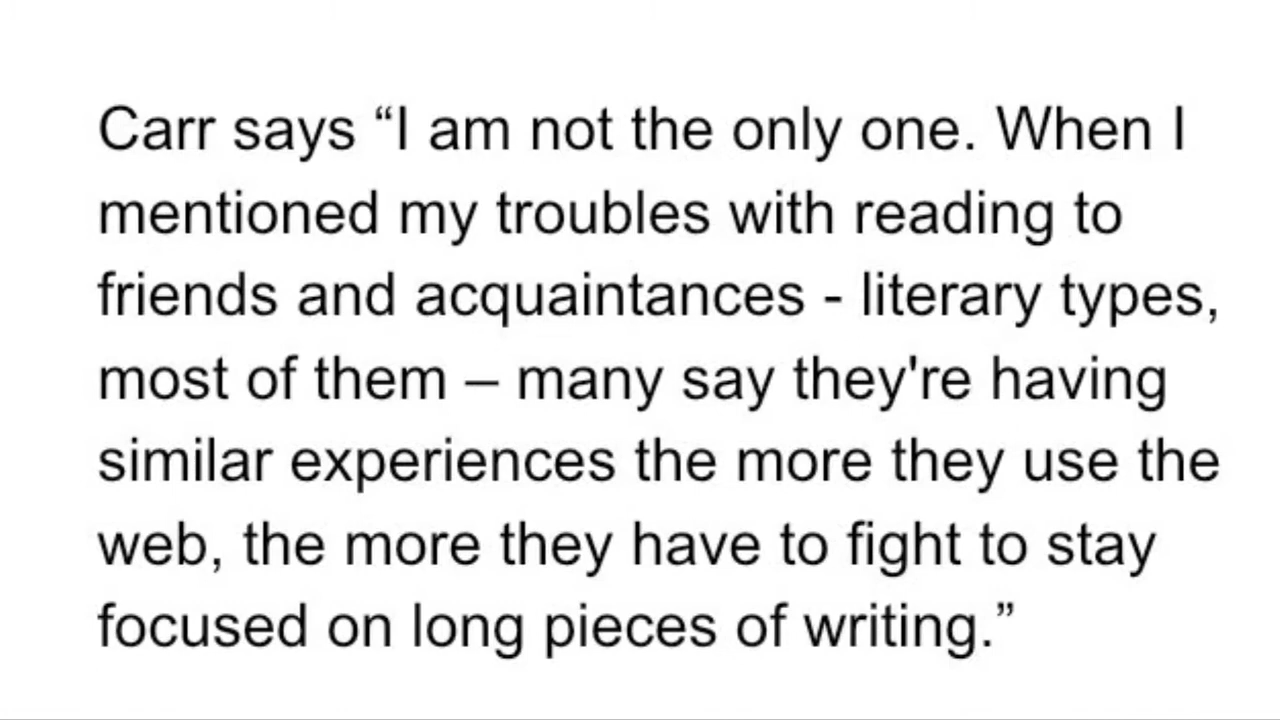 Carr says “I am not the only one. When I
mentioned my troubles with reading to
friends and acquaintances - literary types,
most of them – many say they're having
similar experiences the more they use the
web, the more they have to fight to stay
focused on long pieces of writing.”